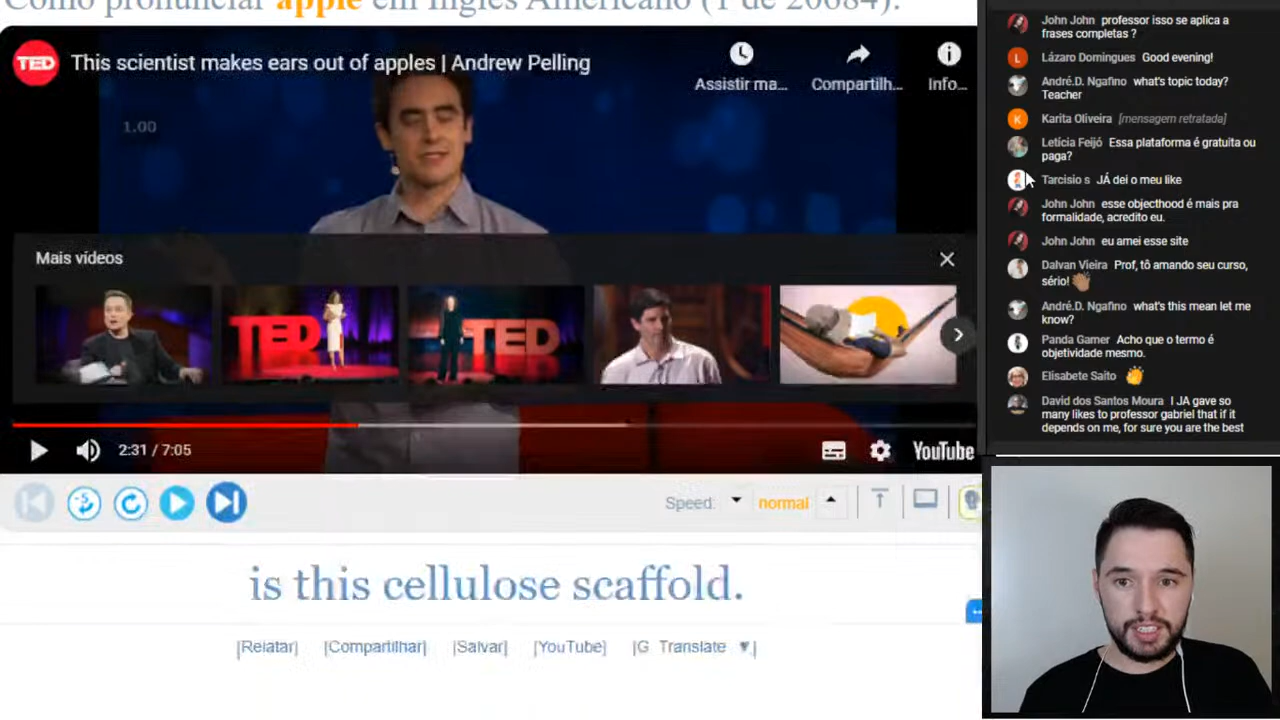 Como pronunciar apple em Inglês Americano (1 de 20684):
TED
This scientist makes ears out of apples | Andrew Pelling
Assistir ma...
Compartilh...
Info...
1.00
Mais vídeos
TED
TED
2:31 / 7:05
YouTube
Speed:
normal
is this cellulose scaffold.
[Relatar]
[Compartilhar]
[Salvar]
[YouTube]
[G Translate ▼]
John John professor isso se aplica a
frases completas ?
L
Lázaro Domingues Good evening!
André.D. Ngafino what's topic today?
Teacher
K
Karita Oliveira [mensagem retratada]
Letícia Feijó Essa plataforma é gratuita ou
paga?
Tarcisio s JÁ dei o meu like
John John esse objecthood é mais pra
formalidade, acredito eu.
John John eu amei esse site
Dalvan Vieira Prof, tô amando seu curso,
sério!
André.D. Ngafino what's this mean let me
know?
Panda Gamer Acho que o termo é
objetividade mesmo.
Elisabete Saito
David dos Santos Moura I JA gave so
many likes to professor gabriel that if it
depends on me, for sure you are the best